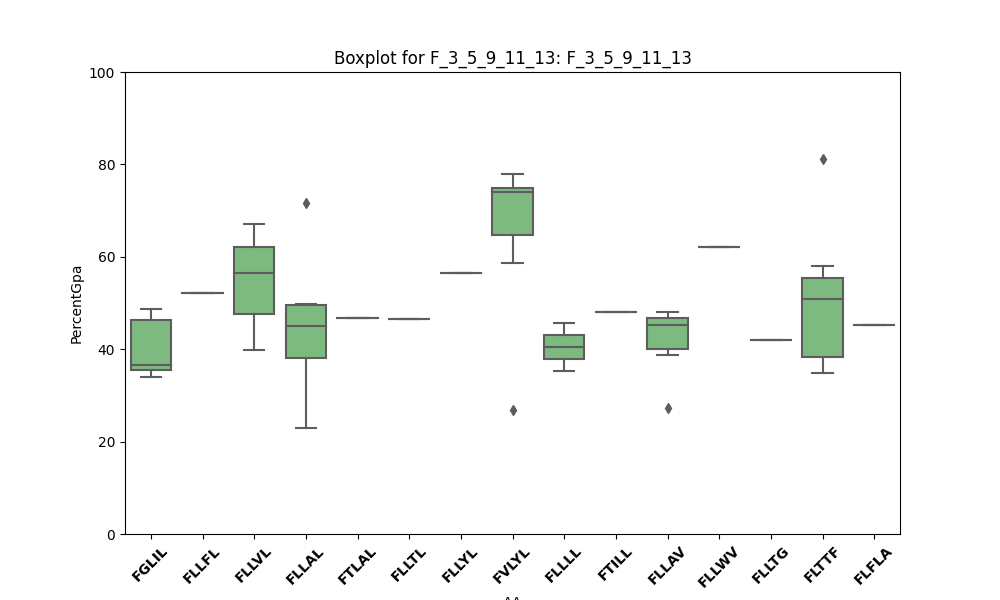 Boxplot for F_3_5_9_11_13: F_3_5_9_11_13
PercentGpa
100
80
60
40
20
0
FGLIL FLLFL FLLVL FLLAL FTLAL FLLTL FLLYL FVLYL FLLLL FTILL FLLAV FLLWV FLLTG FLTTF FLFLA
AA